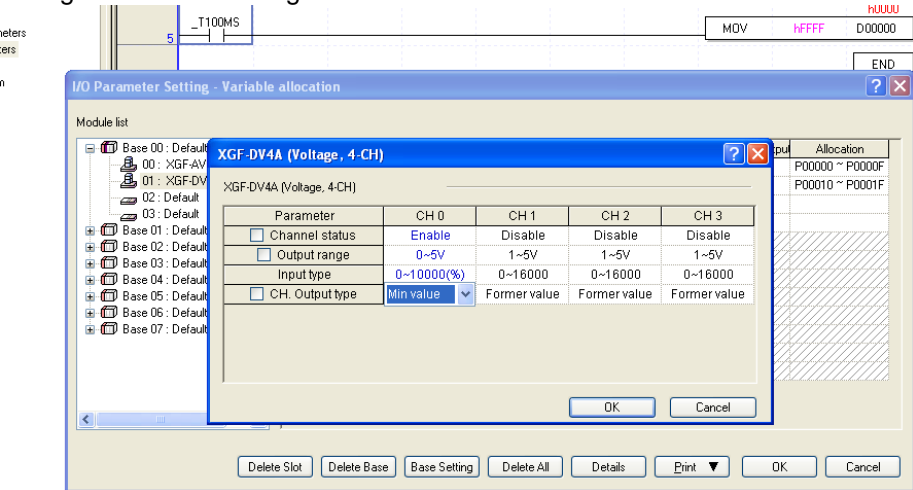 h0000
_T100MS
MOV hFFFF D00000
5
END
I/O Parameter Setting - Variable allocation
Module list
Base 00 : Default
00 : XGF-AV
01 : XGF-DV
02 : Default
03 : Default
Base 01 : Default
Base 02 : Default
Base 03 : Default
Base 04 : Default
Base 05 : Default
Base 06 : Default
Base 07 : Default
Allocation
P00000 ~ P0000F
P00010 ~ P0001F
XGF-DV4A (Voltage, 4-CH)
XGF-DV4A (Voltage, 4-CH)
Parameter CH 0 CH 1 CH 2 CH 3
Channel status Enable Disable Disable Disable
Output range 0~5V 1~5V 1~5V 1~5V
Input type 0~10000(%) 0~16000 0~16000 0~16000
CH. Output type Min value Former value Former value Former value
OK Cancel
Delete Slot Delete Base Base Setting Delete All Details Print ▼ OK Cancel